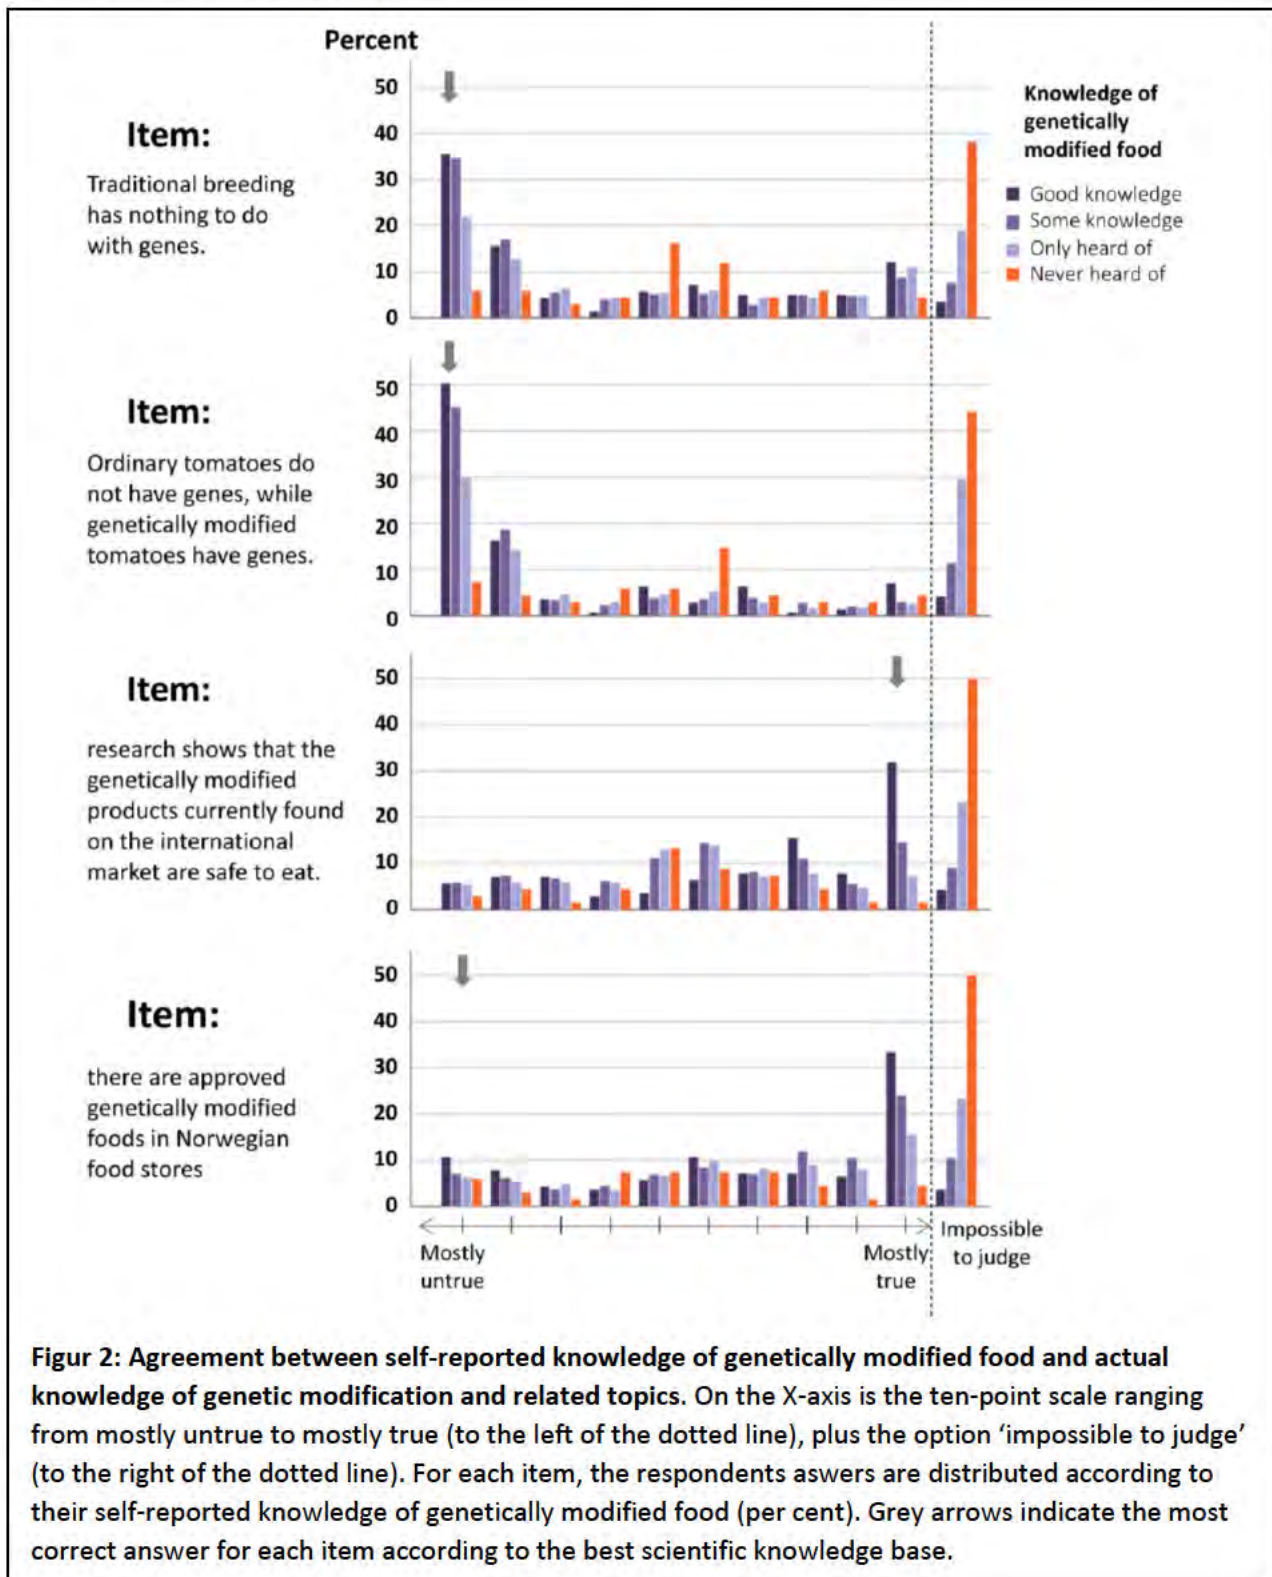 Percent
50
40
30
20
10
0
Item:
Traditional breeding
has nothing to do
with genes.
Knowledge of
genetically
modified food
Good knowledge
Some knowledge
Only heard of
Never heard of
50
40
30
20
10
0
Item:
Ordinary tomatoes do
not have genes, while
genetically modified
tomatoes have genes.
50
40
30
20
10
0
Item:
research shows that the
genetically modified
products currently found
on the international
market are safe to eat.
50
40
30
20
10
0
Item:
there are approved
genetically modified
foods in Norwegian
food stores
Mostly
untrue
Mostly
true
Impossible
to judge
Figur 2: Agreement between self-reported knowledge of genetically modified food and actual
knowledge of genetic modification and related topics. On the X-axis is the ten-point scale ranging
from mostly untrue to mostly true (to the left of the dotted line), plus the option ‘impossible to judge’
(to the right of the dotted line). For each item, the respondents aswers are distributed according to
their self-reported knowledge of genetically modified food (per cent). Grey arrows indicate the most
correct answer for each item according to the best scientific knowledge base.